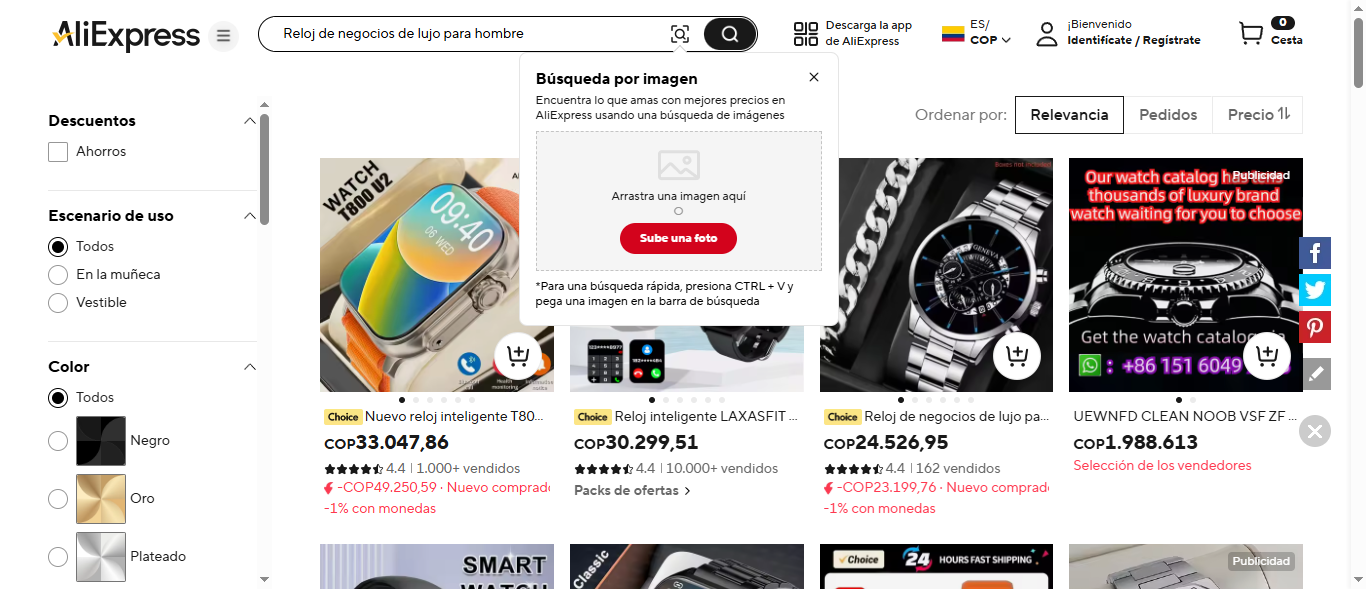 AliExpress
Reloj de negocios de lujo para hombre
Descarga la app
de AliExpress
ES/
COP
¡Bienvenido
Identifícate / Regístrate
0
Cesta
Búsqueda por imagen
Encuentra lo que amas con mejores precios en
AliExpress usando una búsqueda de imágenes
Arrastra una imagen aquí
O
Sube una foto
*Para una búsqueda rápida, presiona CTRL + V y
pega una imagen en la barra de búsqueda
Descuentos
Ahorros
Escenario de uso
Todos
En la muñeca
Vestible
Color
Todos
Negro
Oro
Plateado
Ordenar por:
Relevancia
Pedidos
Precio
WATCH
T800 U2
09:40
06 WED
Choice Nuevo reloj inteligente T80...
COP33.047,86
4.4 | 1.000+ vendidos
-COP49.250,59 · Nuevo comprado
-1% con monedas
Choice Reloj inteligente LAXASFIT ...
COP30.299,51
4.4 | 10.000+ vendidos
Packs de ofertas >
GENEVA
Choice Reloj de negocios de lujo pa...
COP24.526,95
4.4 | 162 vendidos
-COP23.199,76 · Nuevo comprado
-1% con monedas
Publicidad
Our watch catalog has tens
thousands of luxury brand
watch waiting for you to choose
Get the watch catalog
: +86 151 6049
UEWNFD CLEAN NOOB VSF ZF ...
COP1.988.613
Selección de los vendedores
SMART
WATCH
Classic
Choice
24
HOURS FAST SHIPPING
Publicidad